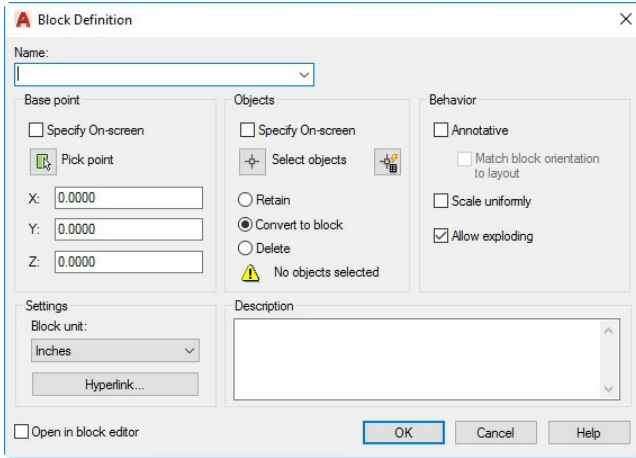 Block Definition
Name:
Base point
Specify On-screen
Pick point
X: 0.0000
Y: 0.0000
Z: 0.0000
Objects
Specify On-screen
Select objects
Retain
Convert to block
Delete
No objects selected
Behavior
Annotative
Match block orientation
to layout
Scale uniformly
Allow exploding
Settings
Block unit:
Inches
Hyperlink...
Description
Open in block editor
OK
Cancel
Help